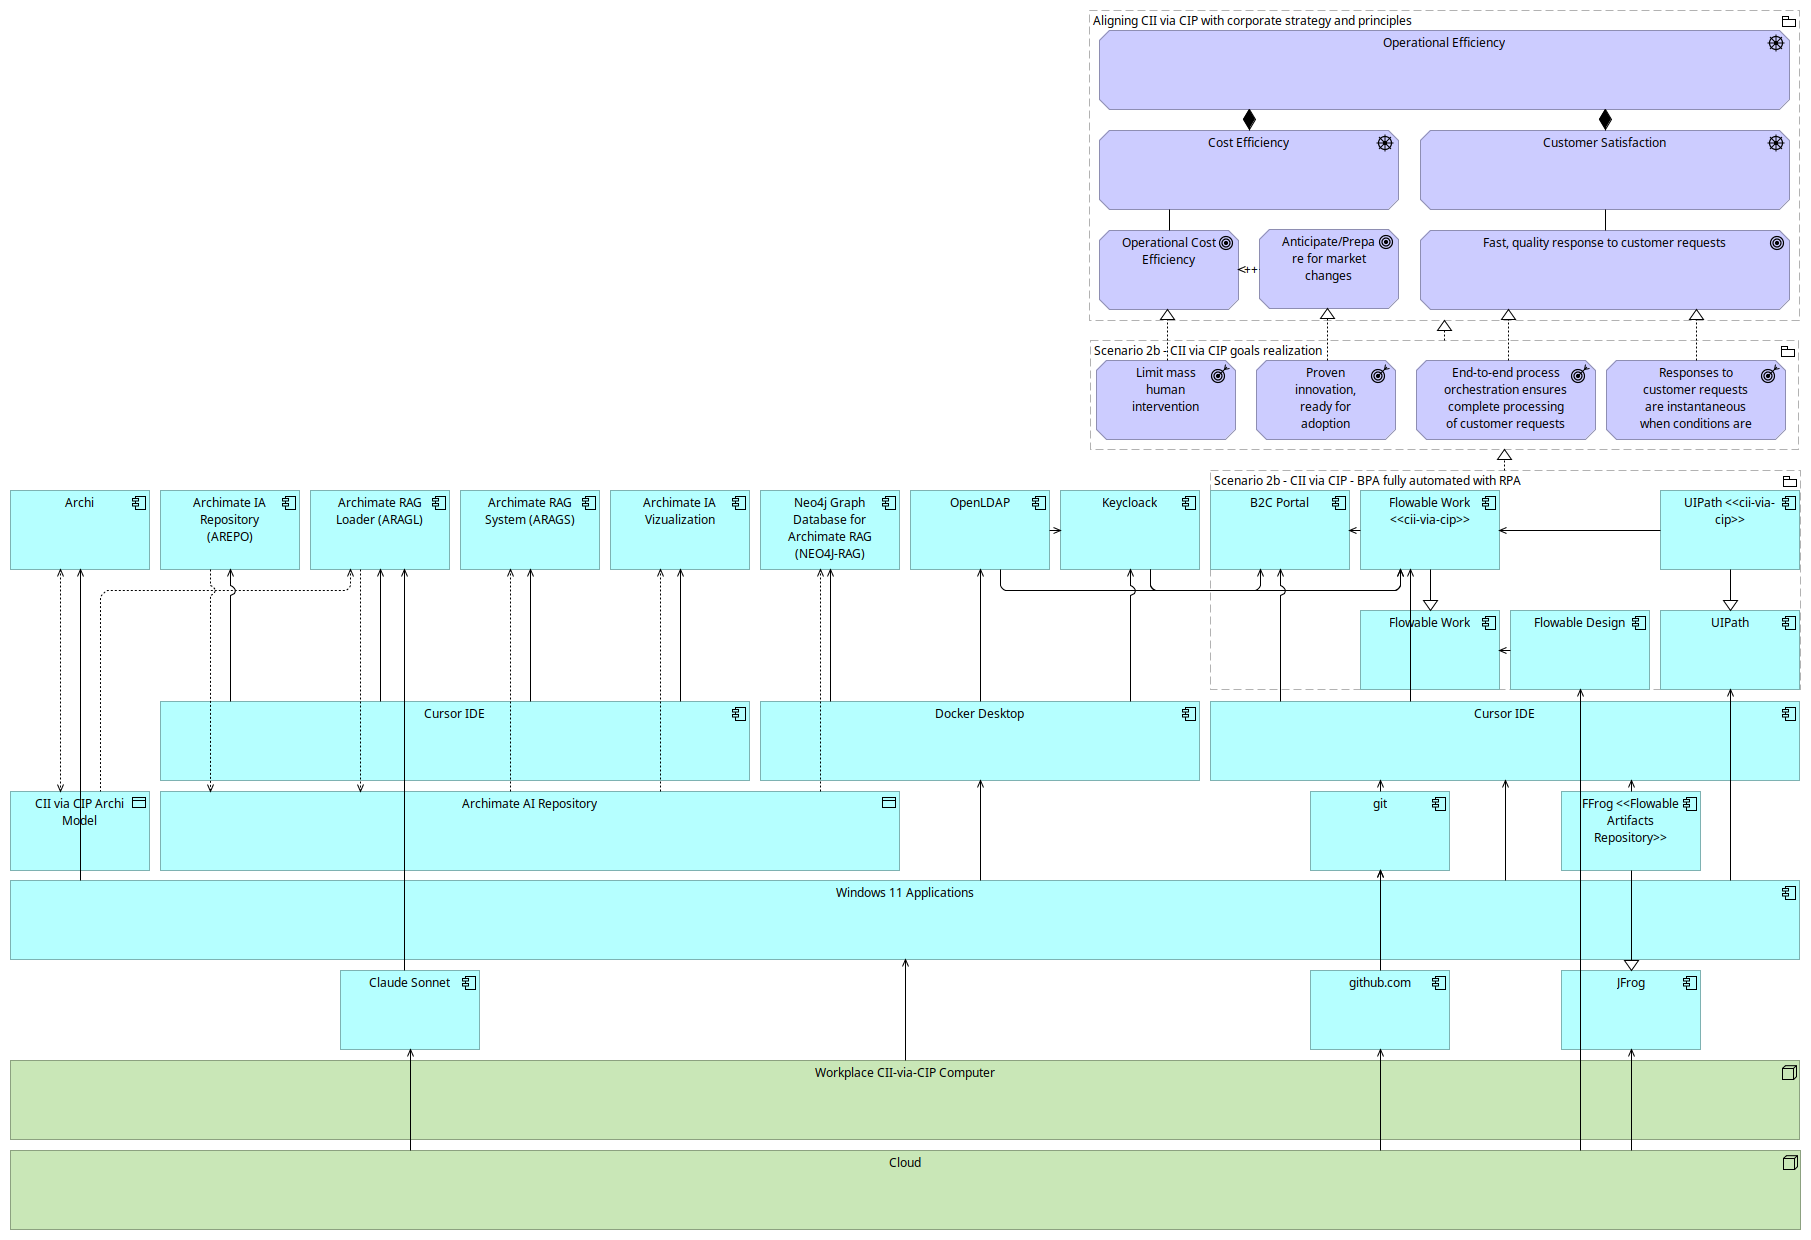 Aligning CII via CIP with corporate strategy and principles
Operational Efficiency
Cost Efficiency
Customer Satisfaction
Operational Cost
Efficiency
<++
Anticipate/Prepa
re for market
changes
Fast, quality response to customer requests
Scenario 2b - CII via CIP goals realization
Limit mass
human
intervention
Proven
innovation,
ready for
adoption
End-to-end process
orchestration ensures
complete processing
of customer requests
Responses to
customer requests
are instantaneous
when conditions are
Scenario 2b - CII via CIP - BPA fully automated with RPA
Archi
Archimate IA
Repository
(AREPO)
Archimate RAG
Loader (ARAGL)
Archimate RAG
System (ARAGS)
Archimate IA
Vizualization
Neo4j Graph
Database for
Archimate RAG
(NEO4J-RAG)
OpenLDAP
Keycloack
B2C Portal
Flowable Work
<<cii-via-cip>>
UIPath <<cii-via-
cip>>
Flowable Work
Flowable Design
UIPath
Cursor IDE
Docker Desktop
Cursor IDE
CII via CIP Archi
Model
Archimate AI Repository
git
FFrog <<Flowable
Artifacts
Repository>>
Windows 11 Applications
Claude Sonnet
github.com
JFrog
Workplace CII-via-CIP Computer
Cloud